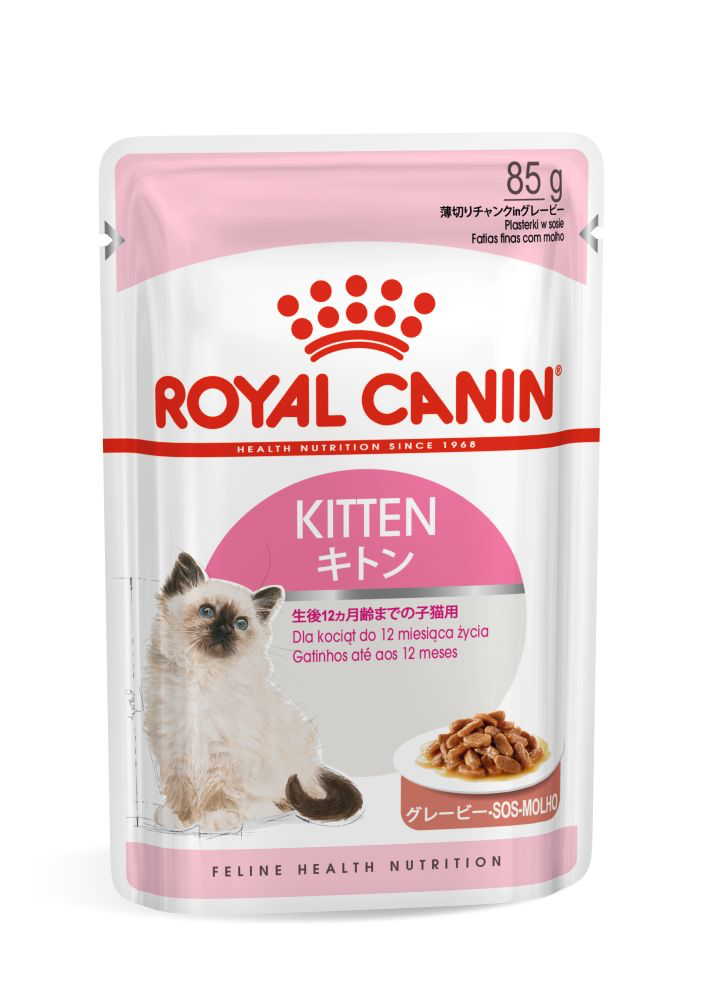 85 g
薄切りチャンクinグレービー
Plasterki w sosie
Fatias finas com molho
ROYAL CANIN®
HEALTH NUTRITION SINCE 1968
KITTEN
キトン
生後12ヵ月齢までの子猫用
Dla kociąt do 12 miesiąca życia
Gatinhos até aos 12 meses
グレービー-SOS-MOLHO
FELINE HEALTH NUTRITION